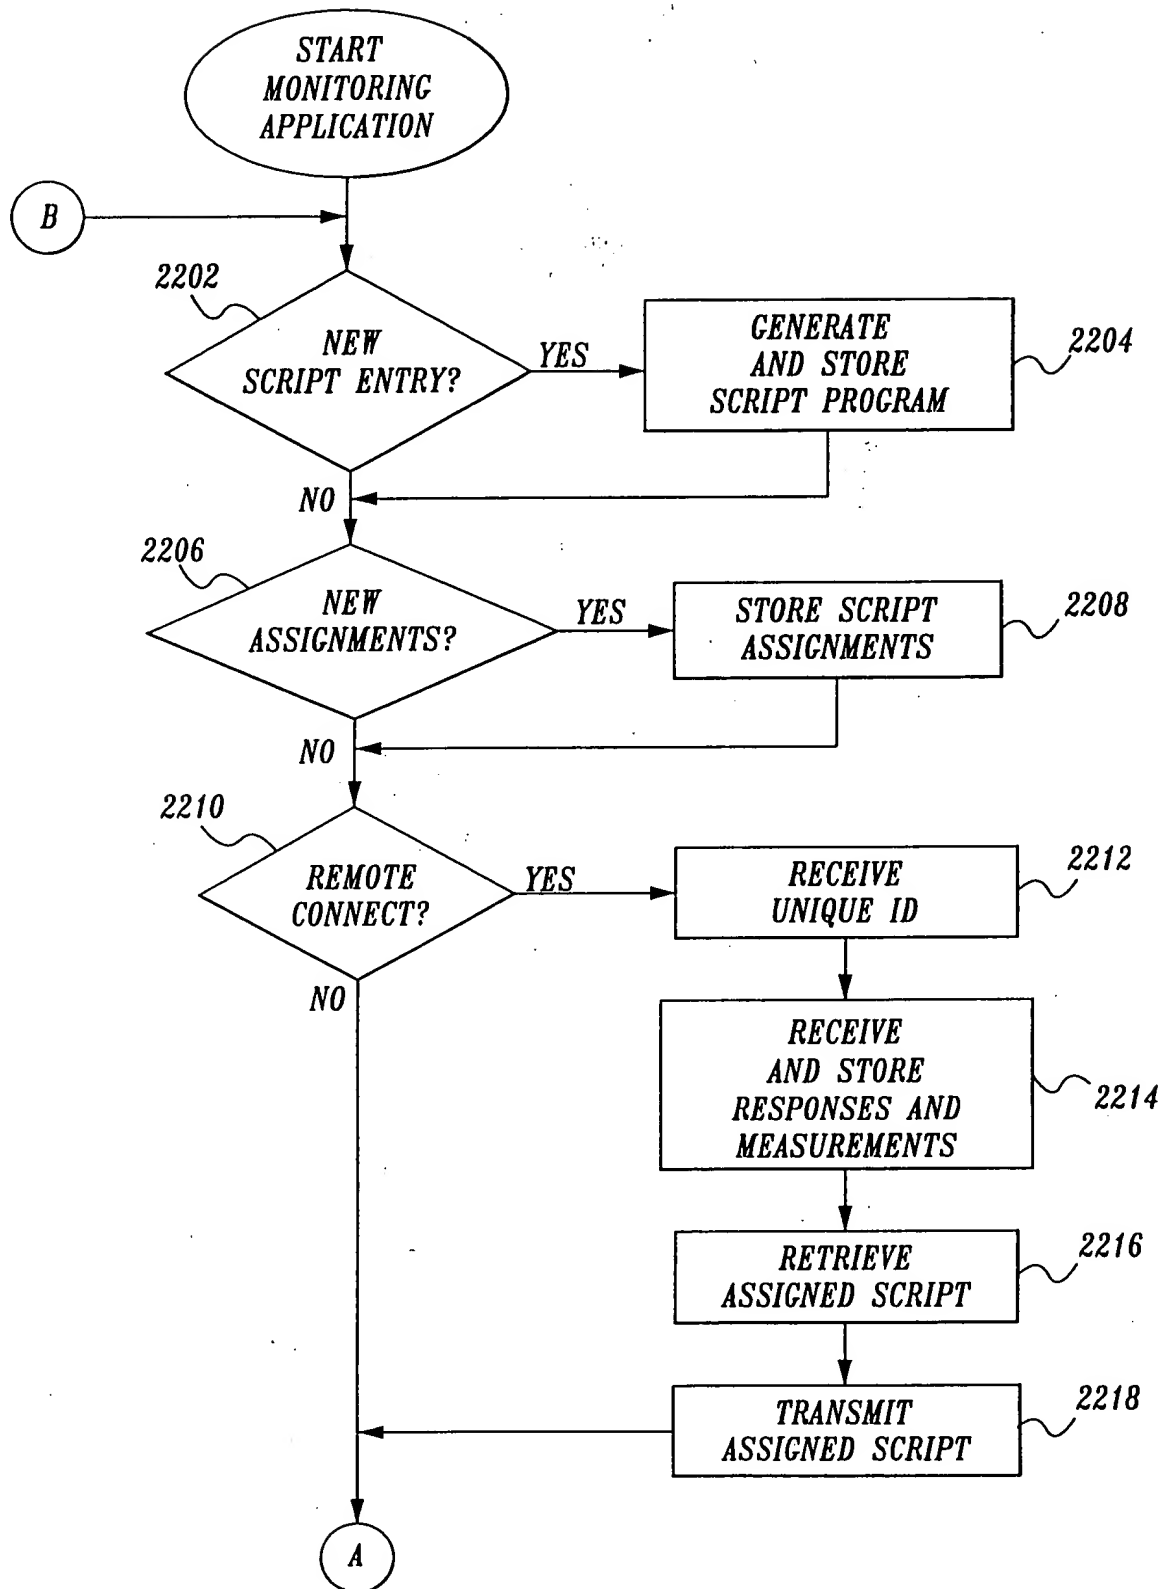 START
MONITORING
APPLICATION
B
2202
NEW
SCRIPT ENTRY?
YES
GENERATE
AND STORE
SCRIPT PROGRAM
2204
NO
2206
NEW
ASSIGNMENTS?
YES
STORE SCRIPT
ASSIGNMENTS
2208
NO
2210
REMOTE
CONNECT?
YES
RECEIVE
UNIQUE ID
2212
NO
RECEIVE
AND STORE
RESPONSES AND
MEASUREMENTS
2214
RETRIEVE
ASSIGNED SCRIPT
2216
TRANSMIT
ASSIGNED SCRIPT
2218
A